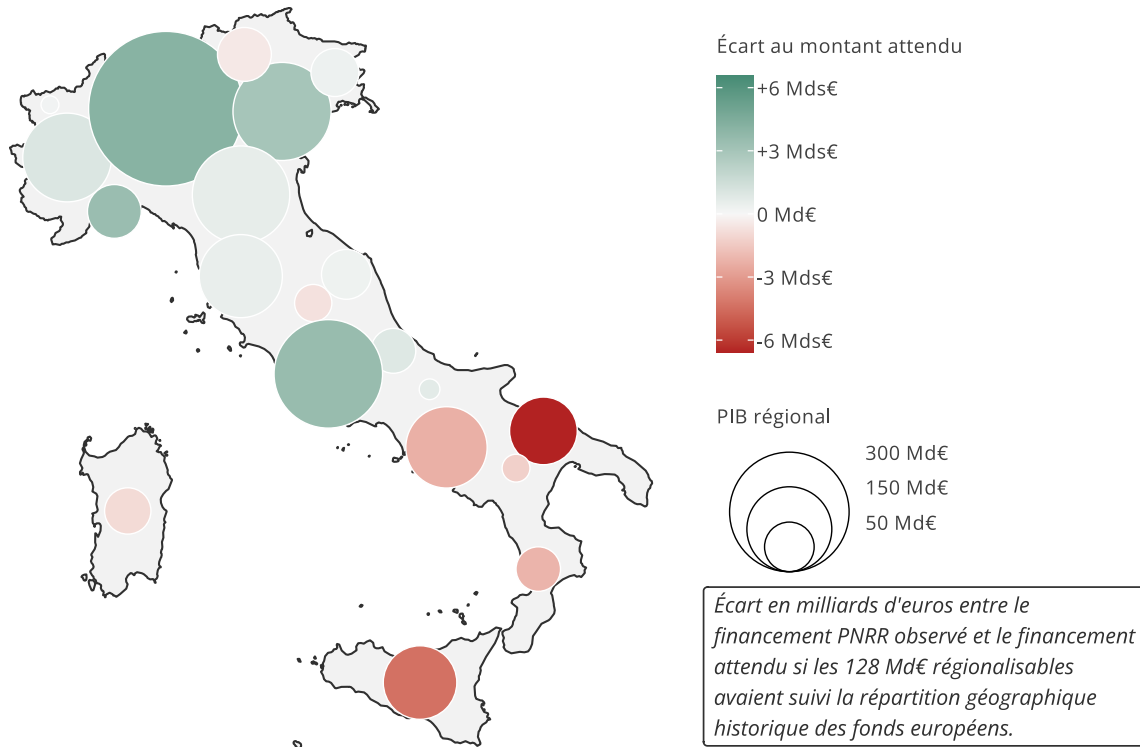 Écart au montant attendu
+6 Mds€
+3 Mds€
0 Md€
-3 Mds€
-6 Mds€
PIB régional
300 Md€
150 Md€
50 Md€
Écart en milliards d'euros entre le
financement PNRR observé et le financement
attendu si les 128 Md€ régionalisables
avaient suivi la répartition géographique
historique des fonds européens.